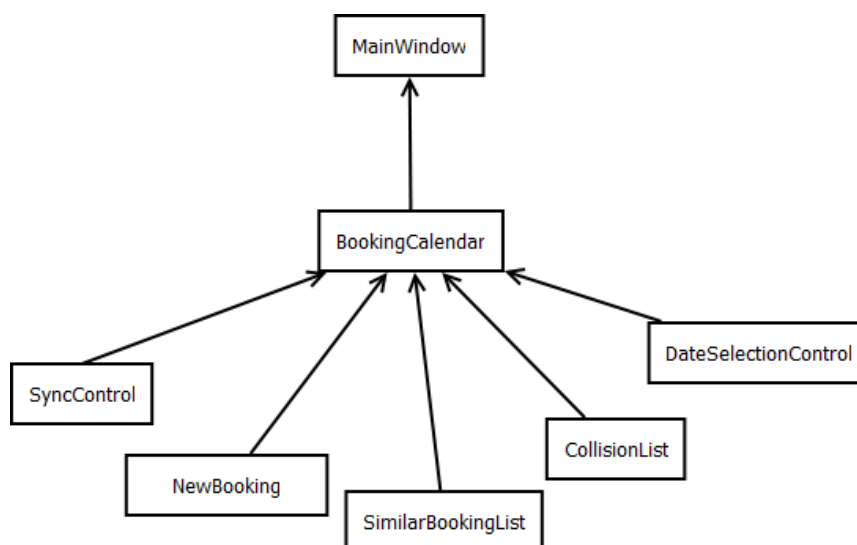 MainWindow
BookingCalendar
DateSelectionControl
SyncControl
CollisionList
NewBooking
SimilarBookingList